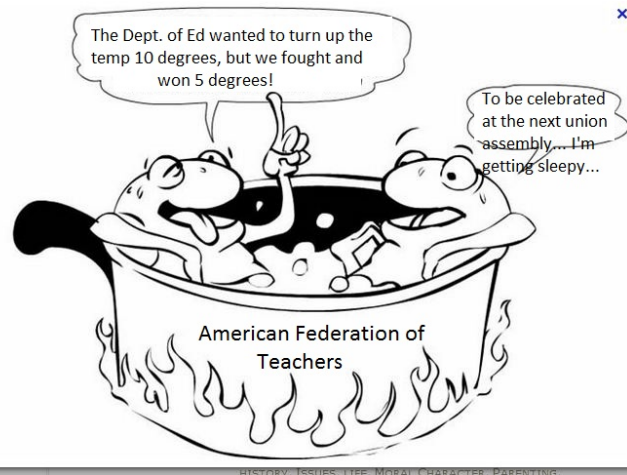 The Dept. of Ed wanted to turn up the
temp 10 degrees, but we fought and
won 5 degrees!
To be celebrated
at the next union
assembly... I'm
getting sleepy...
American Federation of
Teachers
HISTORY, ISSUES, LIFE, MORAL CHARACTER, PARENTING